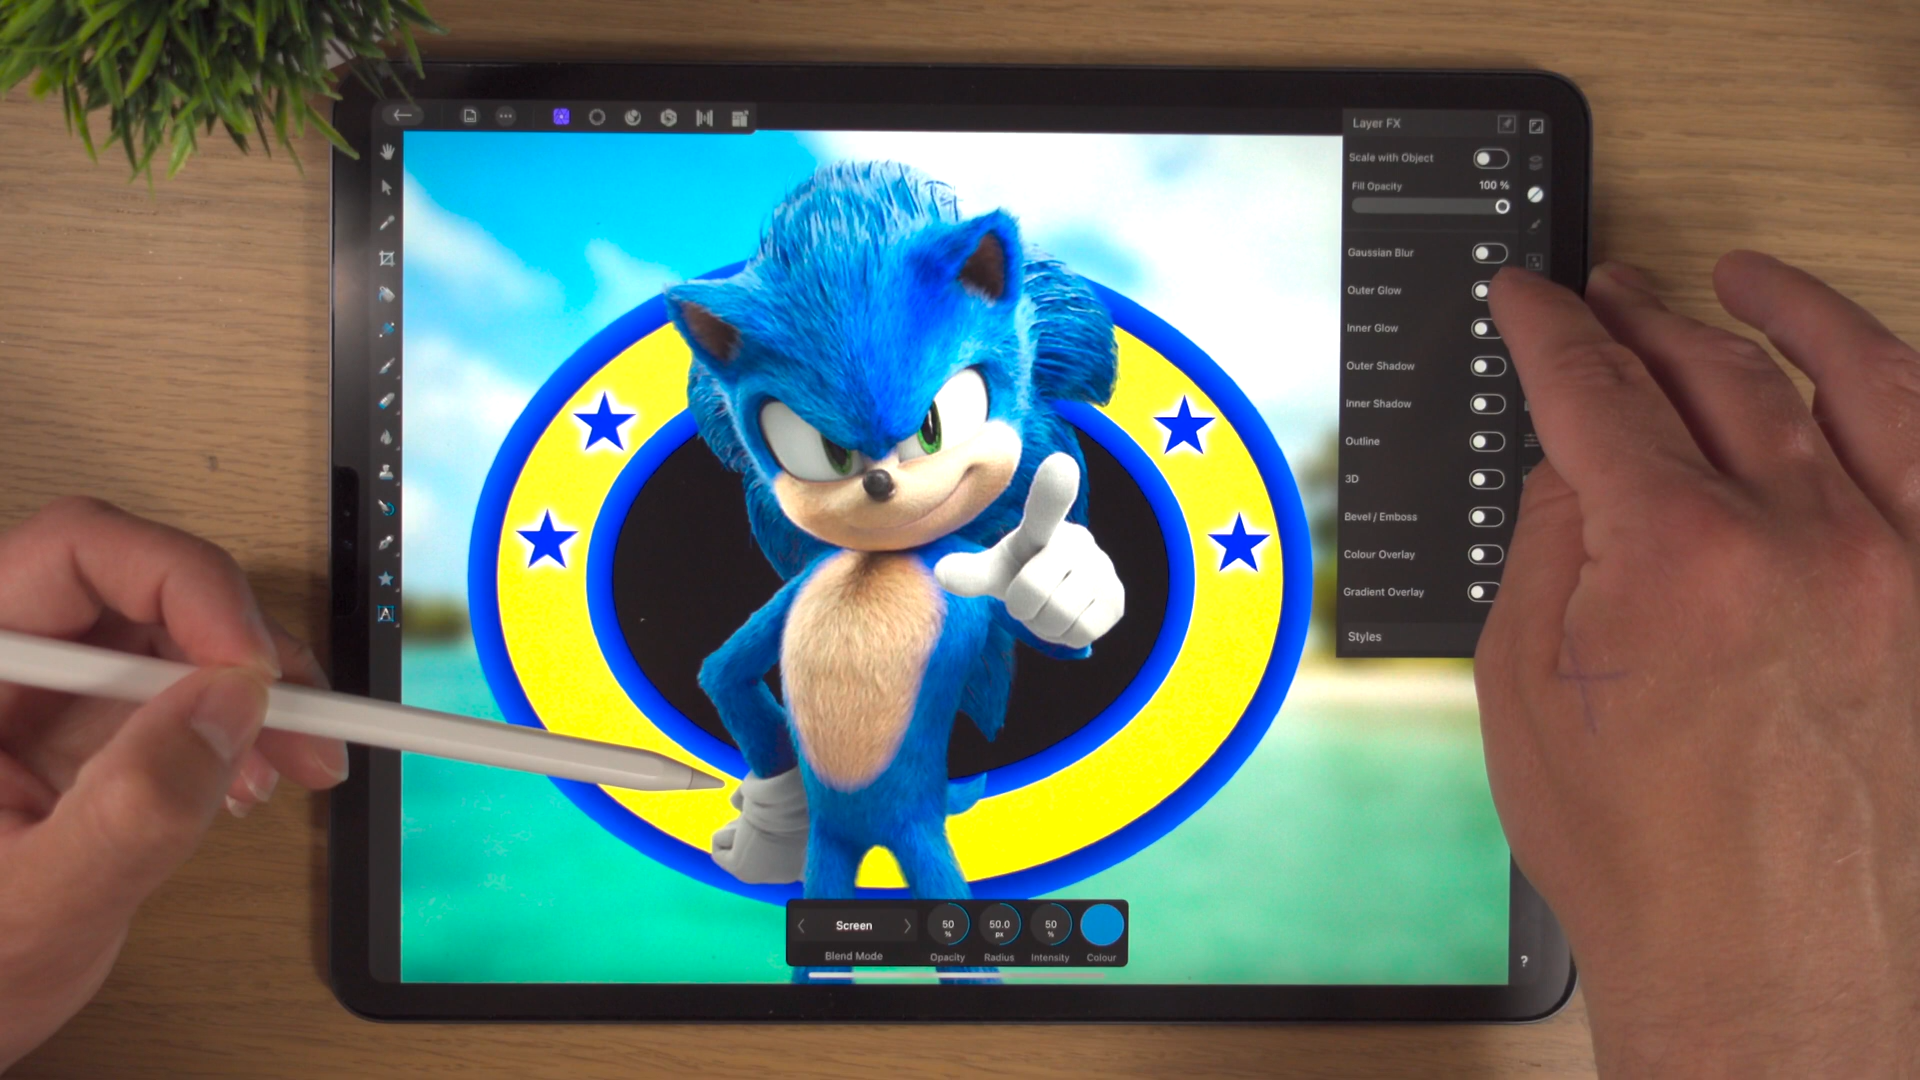 Layer FX
Scale with Object
Fill Opacity 100 %
Gaussian Blur
Outer Glow
Inner Glow
Outer Shadow
Inner Shadow
Outline
3D
Bevel / Emboss
Colour Overlay
Gradient Overlay
Styles
A
Screen 50 % 50.0 px 50 %
Blend Mode Opacity Radius Intensity Colour
?